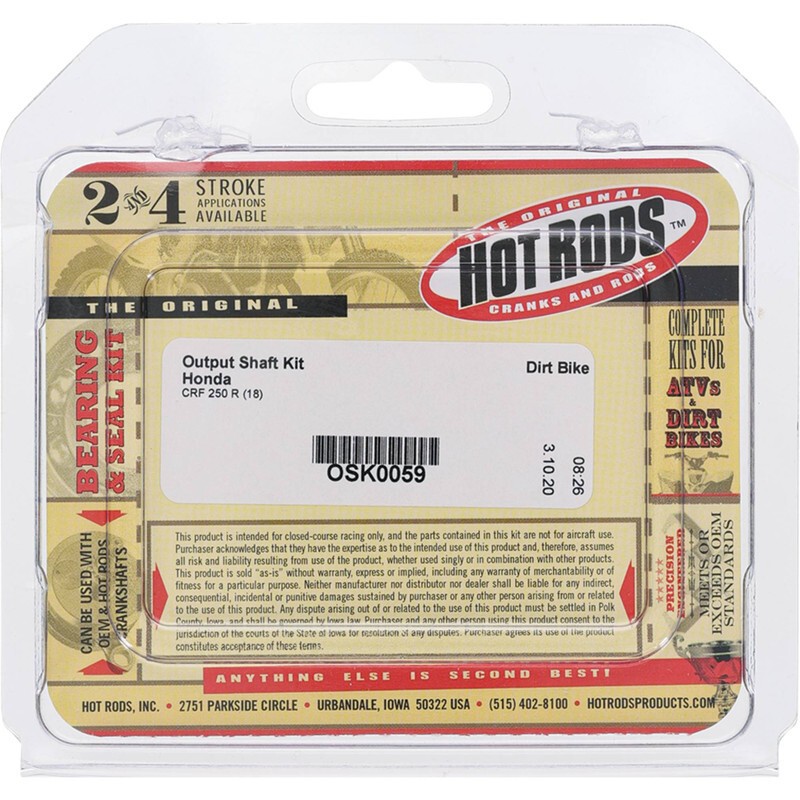 2 AND 4 STROKE
APPLICATIONS
AVAILABLE
THE ORIGINAL
HOT RODS™
CRANKS AND RODS
THE ORIGINAL
BEARING
& SEAL KIT
COMPLETE
KITS FOR
ATVs
&
DIRT
BIKES
Output Shaft Kit
Honda
CRF 250 R (18)
Dirt Bike
OSK0059
3.10.20
08:26
CAN BE USED WITH
OEM & HOT RODS
CRANKSHAFTS
This product is intended for closed-course racing only, and the parts contained in this kit are not for aircraft use.
Purchaser acknowledges that they have the expertise as to the intended use of this product and, therefore, assumes
all risk and liability resulting from use of the product, whether used singly or in combination with other products.
This product is sold "as-is" without warranty, express or implied, including any warranty of merchantability or of
fitness for a particular purpose. Neither manufacturer nor distributor nor dealer shall be liable for any indirect,
consequential, incidental or punitive damages sustained by purchaser or any other person arising from or related
to the use of this product. Any dispute arising out of or related to the use of this product must be settled in Polk
County, Iowa, and shall be governed by Iowa law. Purchaser and any other person using this product consent to the
jurisdiction of the courts of the State of Iowa for resolution of any disputes. Purchaser agrees its use of the product
constitutes acceptance of these terms.
PRECISION
ENGINEERED
MEETS OR
EXCEEDS OEM
STANDARDS
ANYTHING ELSE IS SECOND BEST!
HOT RODS, INC. • 2751 PARKSIDE CIRCLE • URBANDALE, IOWA 50322 USA • (515) 402-8100 • HOTRODSPRODUCTS.COM